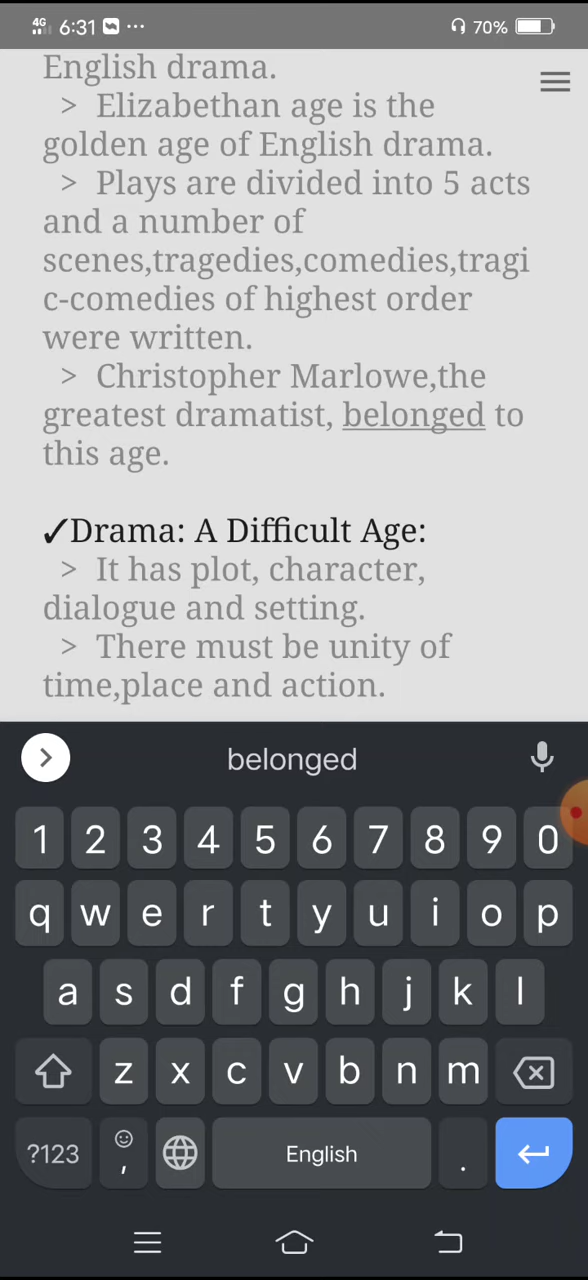 4G 6:31 ... 70%
English drama.
> Elizabethan age is the
golden age of English drama.
> Plays are divided into 5 acts
and a number of
scenes,tragedies,comedies,tragi
c-comedies of highest order
were written.
> Christopher Marlowe,the
greatest dramatist, belonged to
this age.
✓Drama: A Difficult Age:
> It has plot, character,
dialogue and setting.
> There must be unity of
time,place and action.
belonged
1 2 3 4 5 6 7 8 9 0
q w e r t y u i o p
a s d f g h j k l
z x c v b n m
?123 , English .